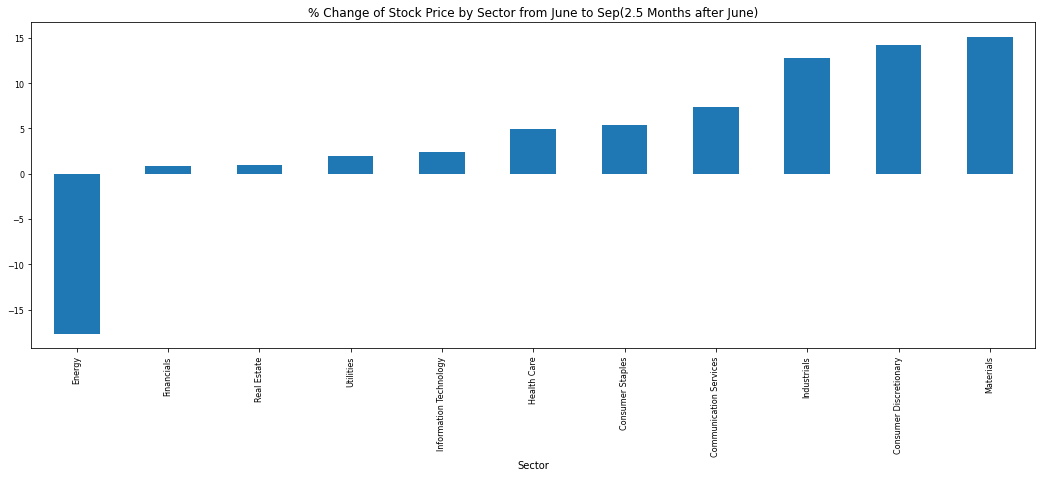 % Change of Stock Price by Sector from June to Sep(2.5 Months after June)
15
10
5
0
−5
−10
−15
Energy
Financials
Real Estate
Utilities
Information Technology
Health Care
Consumer Staples
Communication Services
Industrials
Consumer Discretionary
Materials
Sector